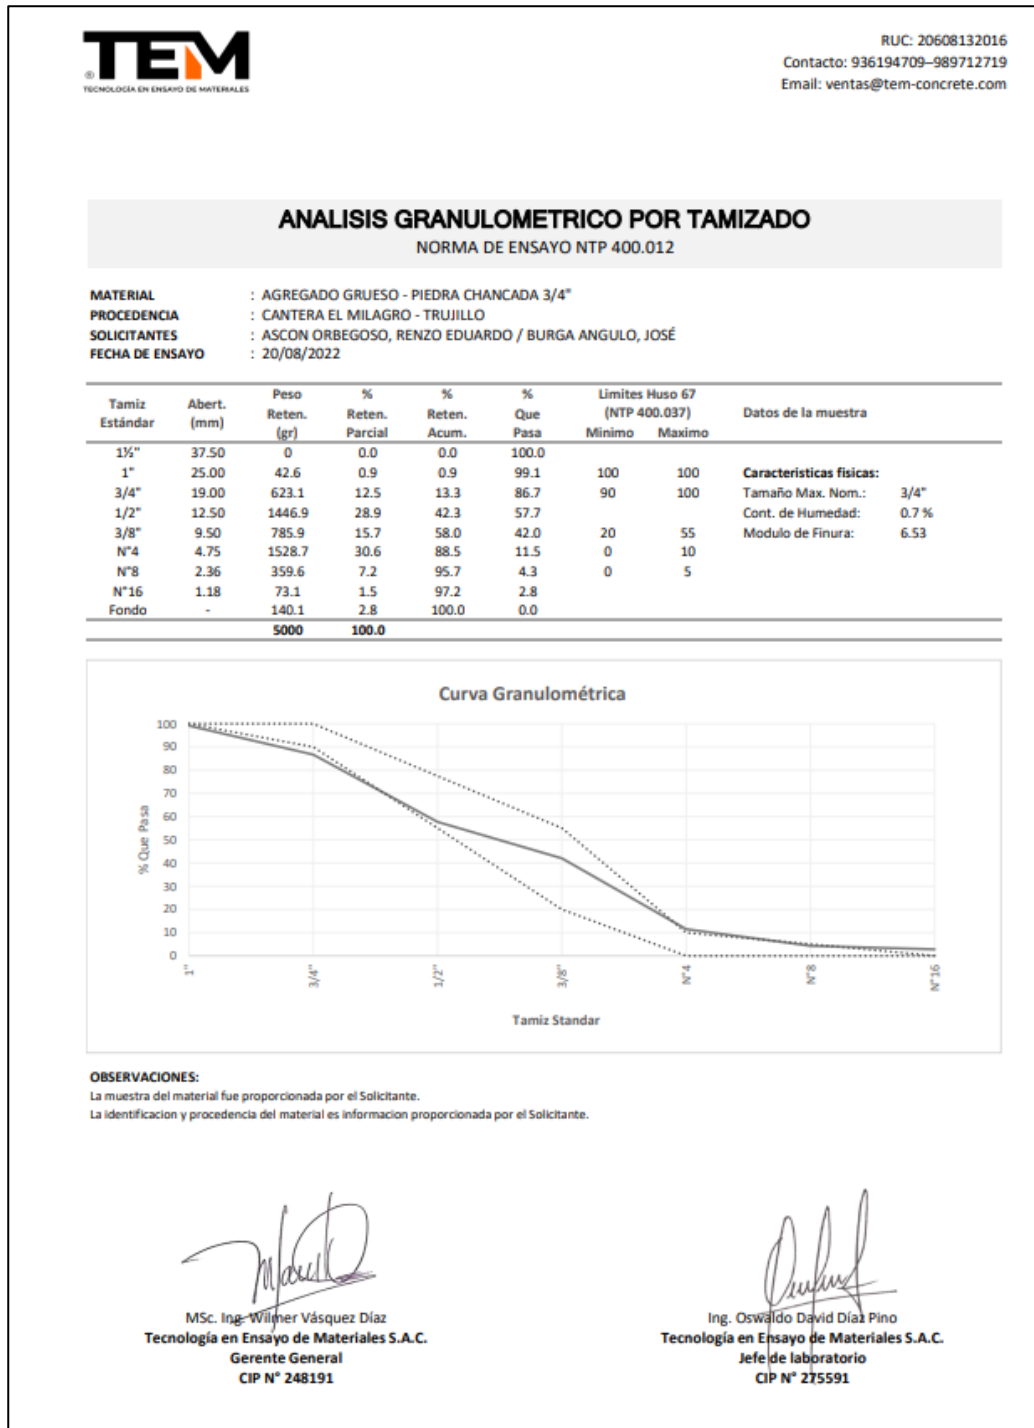 TEM
®
TECNOLOGÍA EN ENSAYO DE MATERIALES
RUC: 20608132016
Contacto: 936194709–989712719
Email: ventas@tem-concrete.com
ANALISIS GRANULOMETRICO POR TAMIZADO
NORMA DE ENSAYO NTP 400.012
MATERIAL : AGREGADO GRUESO - PIEDRA CHANCADA 3/4"
PROCEDENCIA : CANTERA EL MILAGRO - TRUJILLO
SOLICITANTES : ASCON ORBEGOSO, RENZO EDUARDO / BURGA ANGULO, JOSÉ
FECHA DE ENSAYO : 20/08/2022
Tamiz Estándar Abert. (mm) Peso Reten. (gr) % Reten. Parcial % Reten. Acum. % Que Pasa Limites Huso 67 (NTP 400.037) Minimo Maximo Datos de la muestra
1½" 37.50 0 0.0 0.0 100.0
1" 25.00 42.6 0.9 0.9 99.1 100 100 Caracteristicas fisicas:
3/4" 19.00 623.1 12.5 13.3 86.7 90 100 Tamaño Max. Nom.: 3/4"
1/2" 12.50 1446.9 28.9 42.3 57.7 Cont. de Humedad: 0.7 %
3/8" 9.50 785.9 15.7 58.0 42.0 20 55 Modulo de Finura: 6.53
N°4 4.75 1528.7 30.6 88.5 11.5 0 10
N°8 2.36 359.6 7.2 95.7 4.3 0 5
N°16 1.18 73.1 1.5 97.2 2.8
Fondo - 140.1 2.8 100.0 0.0
5000 100.0
Curva Granulométrica
100
90
80
70
60
50
40
30
20
10
0
% Que Pasa
1" 3/4" 1/2" 3/8" N°4 N°8 N°16
Tamiz Standar
OBSERVACIONES:
La muestra del material fue proporcionada por el Solicitante.
La identificacion y procedencia del material es informacion proporcionada por el Solicitante.
MSc. Ing. Wilmer Vásquez Díaz
Tecnología en Ensayo de Materiales S.A.C.
Gerente General
CIP N° 248191
Ing. Oswaldo David Díaz Pino
Tecnología en Ensayo de Materiales S.A.C.
Jefe de laboratorio
CIP N° 275591